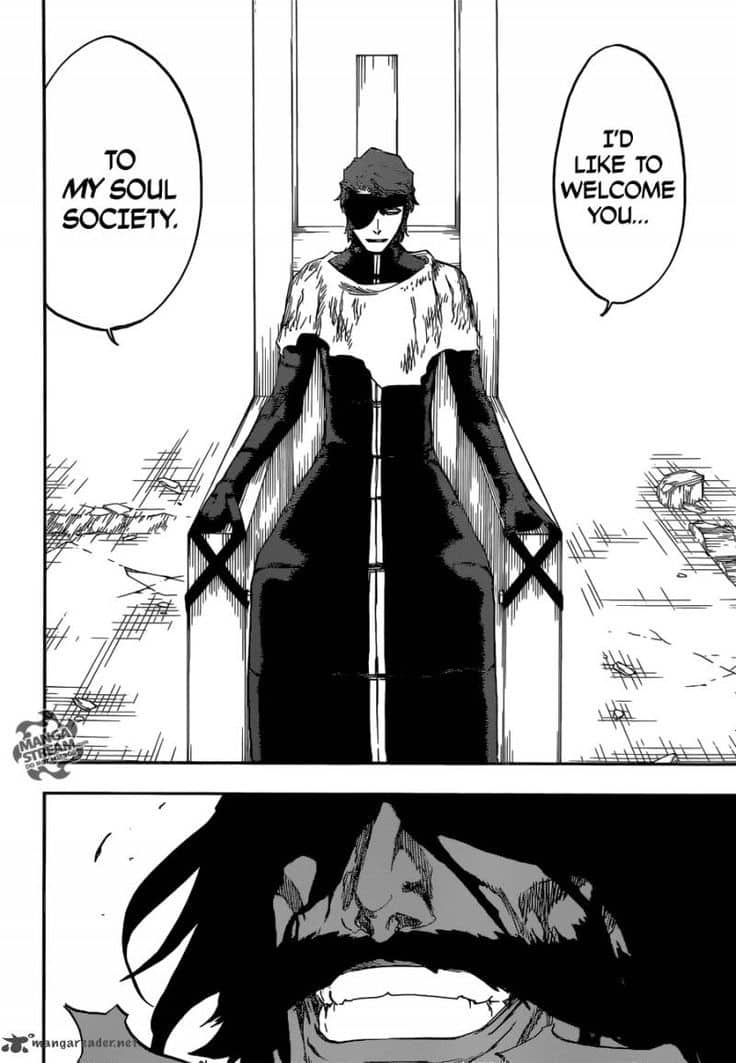 I'D
LIKE TO
WELCOME
YOU...
TO
MY SOUL
SOCIETY.
MANGA
STREAM
mangareader.net